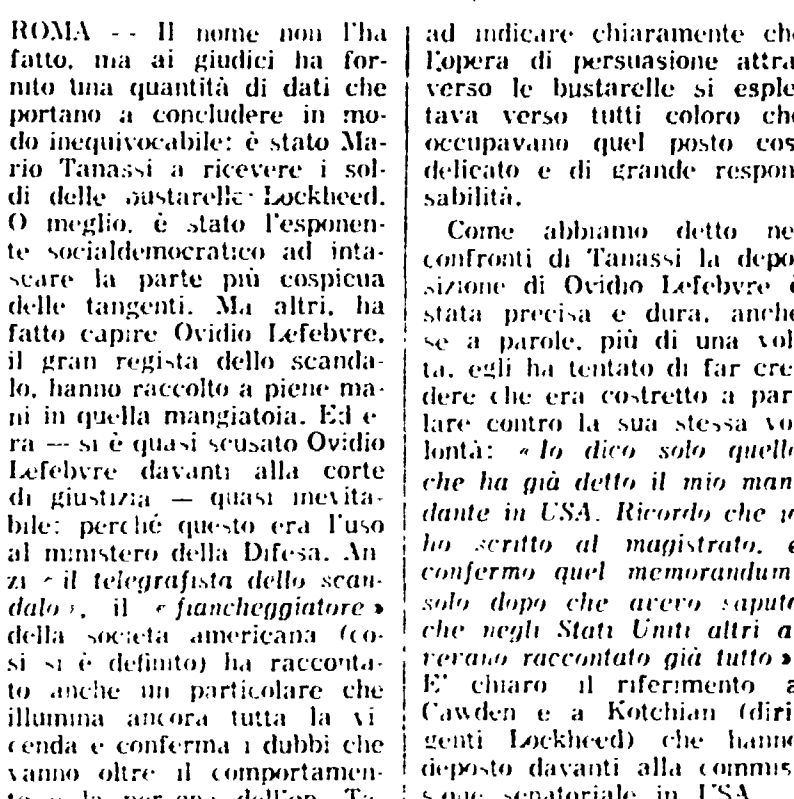 ROMA -- Il nome non l'ha
fatto, ma ai giudici ha for-
nito una quantità di dati che
portano a concludere in mo-
do inequivocabile: è stato Ma-
rio Tanassi a ricevere i sol-
di delle bustarelle Lockheed.
O meglio, è stato l'esponen-
te socialdemocratico ad inta-
scare la parte più cospicua
delle tangenti. Ma altri, ha
fatto capire Ovidio Lefebvre,
il gran regista dello scanda-
lo, hanno raccolto a piene ma-
ni in quella mangiatoia. Ed e-
ra — si è quasi scusato Ovidio
Lefebvre davanti alla corte
di giustizia — quasi inevita-
bile: perché questo era l'uso
al ministero della Difesa. An
zi « il telegrafista dello scan-
dalo », il « fiancheggiatore »
della società americana (co-
sì si è definito) ha racconta-
to anche un particolare che
illumina ancora tutta la vi
cenda e conferma i dubbi che
vanno oltre il comportamen-
to e la persona dell'on. Ta-
ad indicare chiaramente che
l'opera di persuasione attra
verso le bustarelle si esple
tava verso tutti coloro che
occupavano quel posto cos
delicato e di grande respon
sabilità.
Come abbiamo detto ne
confronti di Tanassi la depo
sizione di Ovidio Lefebvre è
stata precisa e dura, anche
se a parole, più di una vol
ta, egli ha tentato di far cre
dere che era costretto a par
lare contro la sua stessa vo
lontà: « Io dico solo quello
che ha già detto il mio man
dante in USA. Ricordo che io
ho scritto al magistrato, e
confermo quel memorandum
solo dopo che avevo saputo
che negli Stati Uniti altri a
vevano raccontato già tutto ».
E' chiaro il riferimento a
Cawden e a Kotchian (diri
genti Lockheed) che hanno
deposto davanti alla commis
sione senatoriale in USA